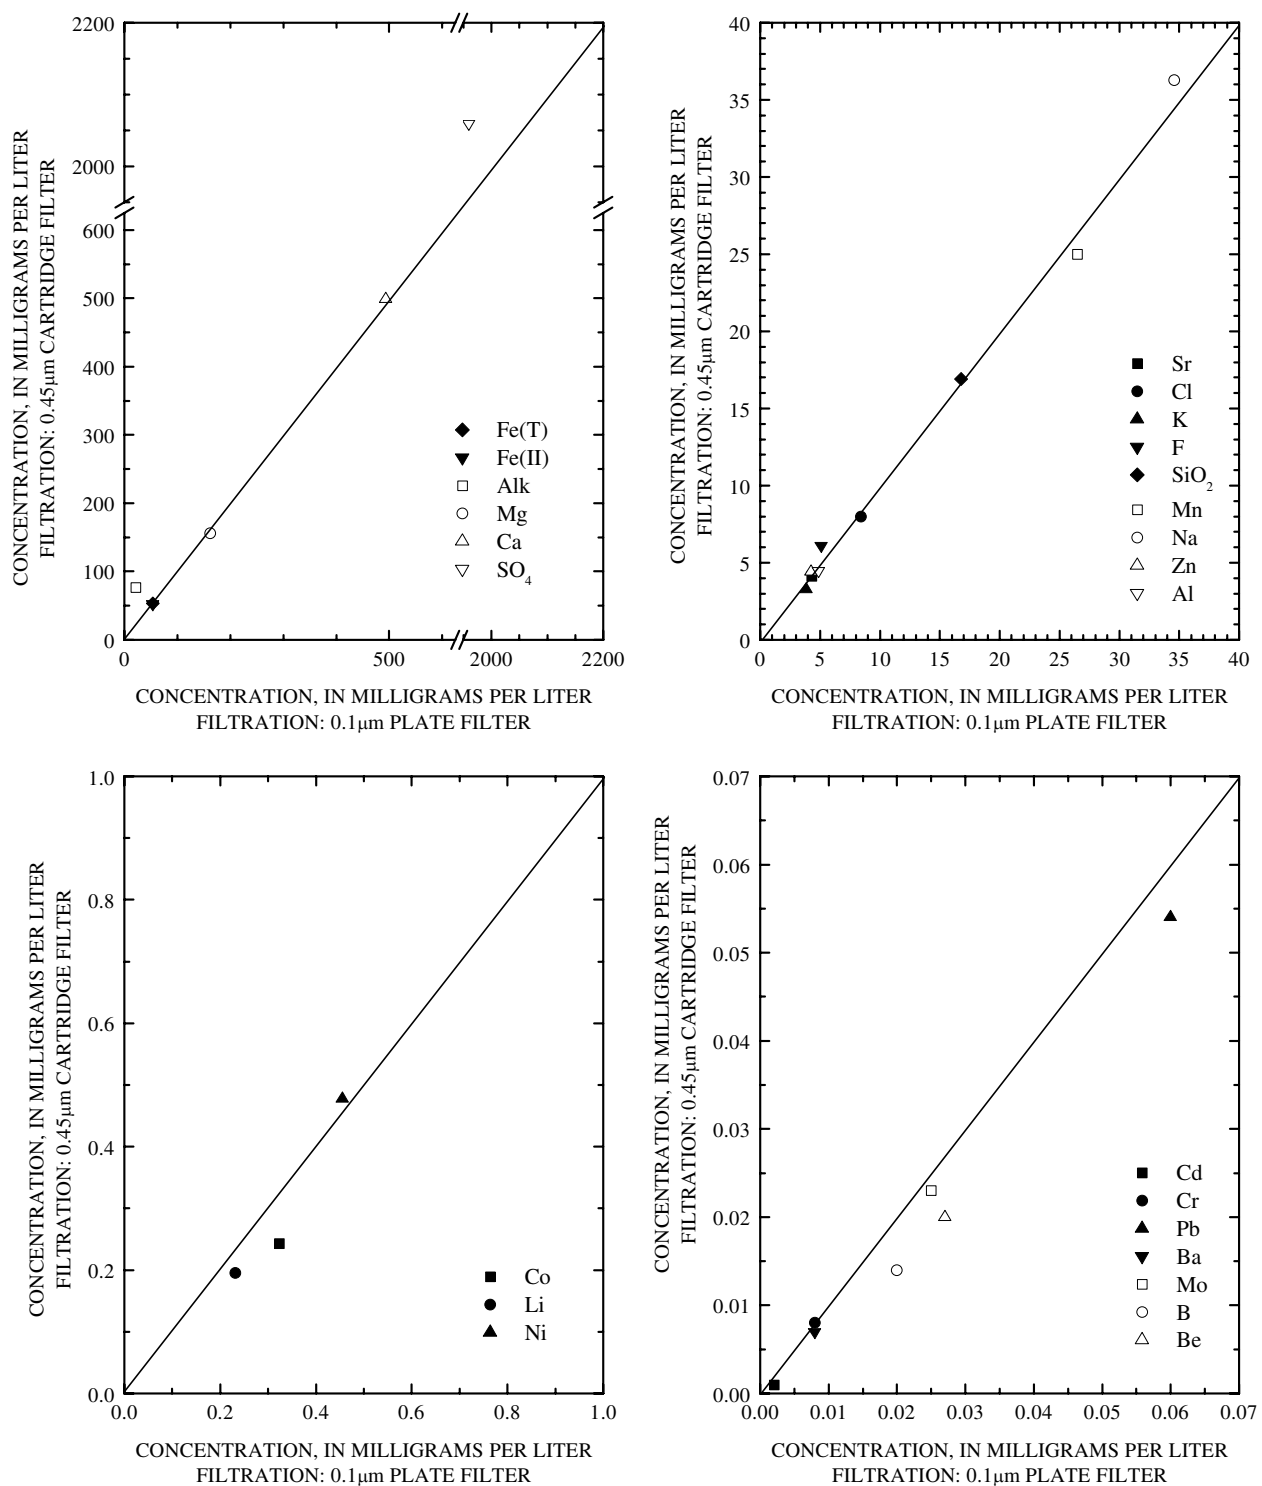 CONCENTRATION, IN MILLIGRAMS PER LITER
FILTRATION: 0.45μm CARTRIDGE FILTER
2200
2000
600
500
400
300
200
100
0
Fe(T)
Fe(II)
Alk
Mg
Ca
SO₄
0 500 2000 2200
CONCENTRATION, IN MILLIGRAMS PER LITER
FILTRATION: 0.1μm PLATE FILTER
CONCENTRATION, IN MILLIGRAMS PER LITER
FILTRATION: 0.45μm CARTRIDGE FILTER
40
35
30
25
20
15
10
5
0
Sr
Cl
K
F
SiO₂
Mn
Na
Zn
Al
0 5 10 15 20 25 30 35 40
CONCENTRATION, IN MILLIGRAMS PER LITER
FILTRATION: 0.1μm PLATE FILTER
CONCENTRATION, IN MILLIGRAMS PER LITER
FILTRATION: 0.45μm CARTRIDGE FILTER
1.0
0.8
0.6
0.4
0.2
0.0
Co
Li
Ni
0.0 0.2 0.4 0.6 0.8 1.0
CONCENTRATION, IN MILLIGRAMS PER LITER
FILTRATION: 0.1μm PLATE FILTER
CONCENTRATION, IN MILLIGRAMS PER LITER
FILTRATION: 0.45μm CARTRIDGE FILTER
0.07
0.06
0.05
0.04
0.03
0.02
0.01
0.00
Cd
Cr
Pb
Ba
Mo
B
Be
0.00 0.01 0.02 0.03 0.04 0.05 0.06 0.07
CONCENTRATION, IN MILLIGRAMS PER LITER
FILTRATION: 0.1μm PLATE FILTER